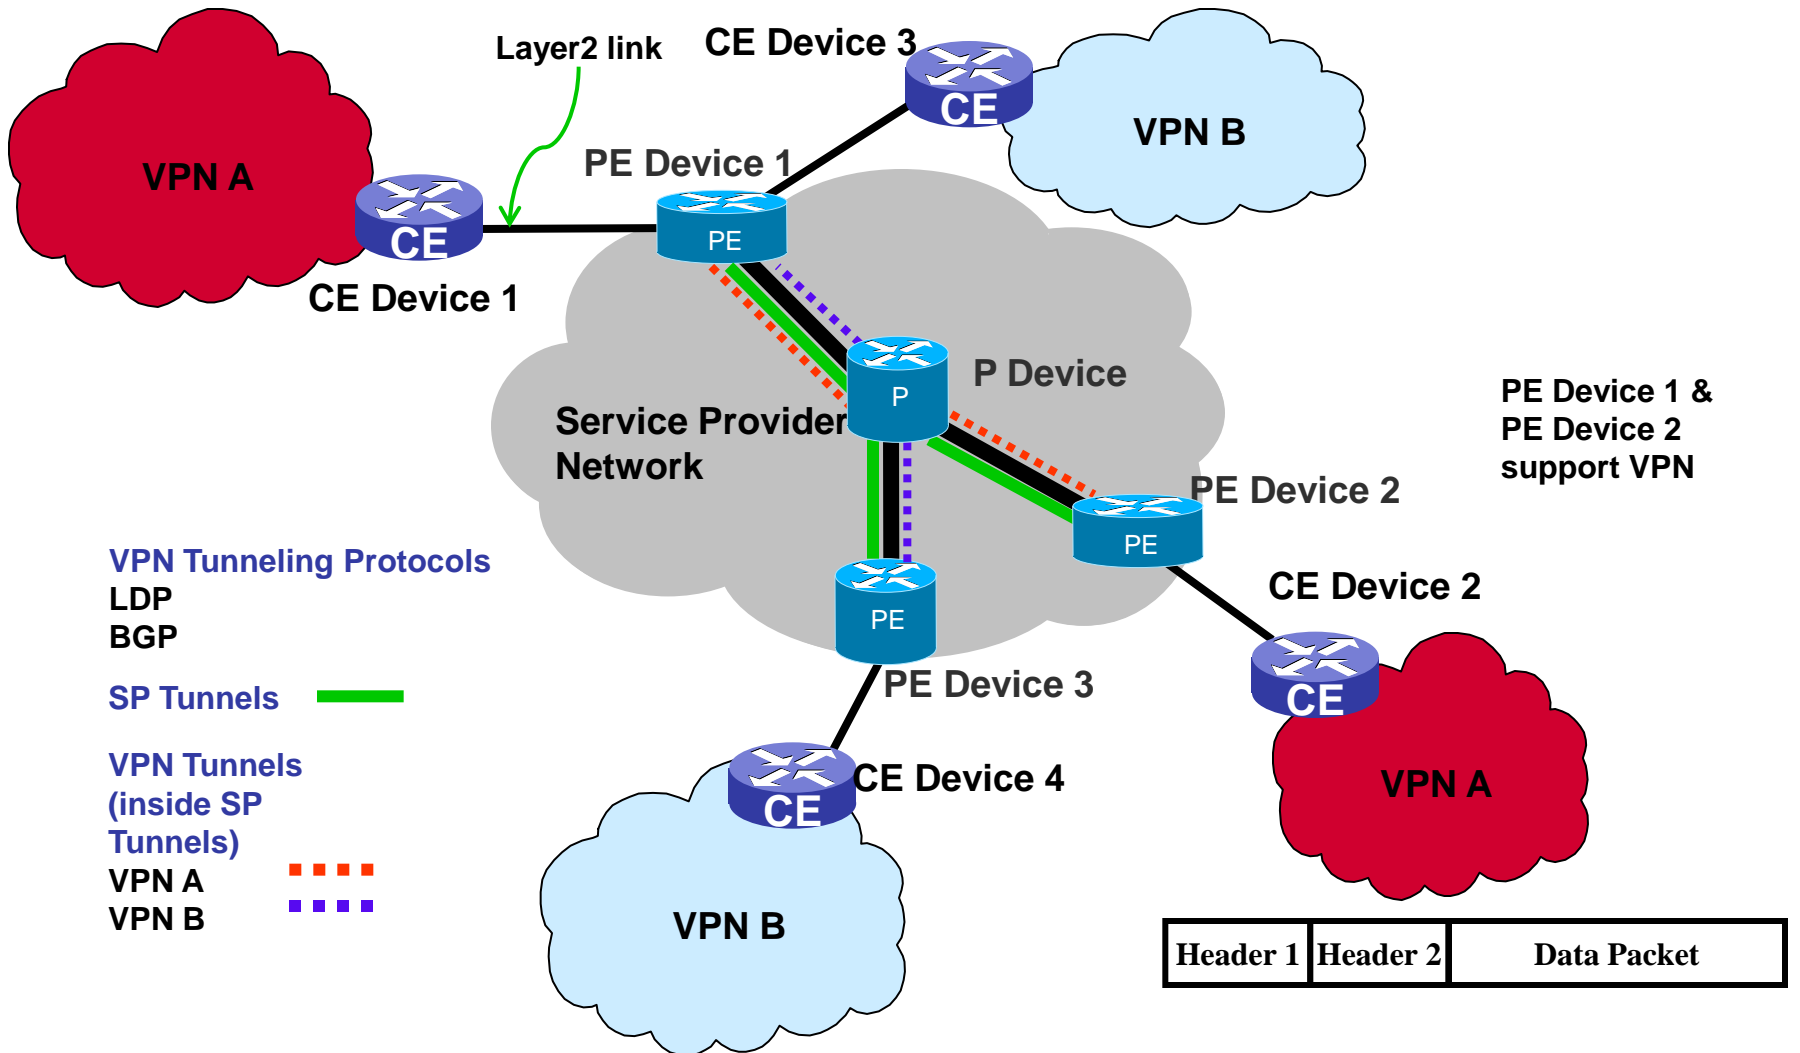 Layer2 link
CE Device 3
CE
VPN B
VPN A
PE Device 1
CE
PE
CE Device 1
P Device
P
Service Provider
Network
PE Device 1 &
PE Device 2
support VPN
PE Device 2
PE
VPN Tunneling Protocols
LDP
BGP
CE Device 2
PE
PE Device 3
CE
SP Tunnels
VPN Tunnels
(inside SP
Tunnels)
VPN A
VPN B
CE Device 4
CE
VPN A
VPN B
Header 1 Header 2 Data Packet